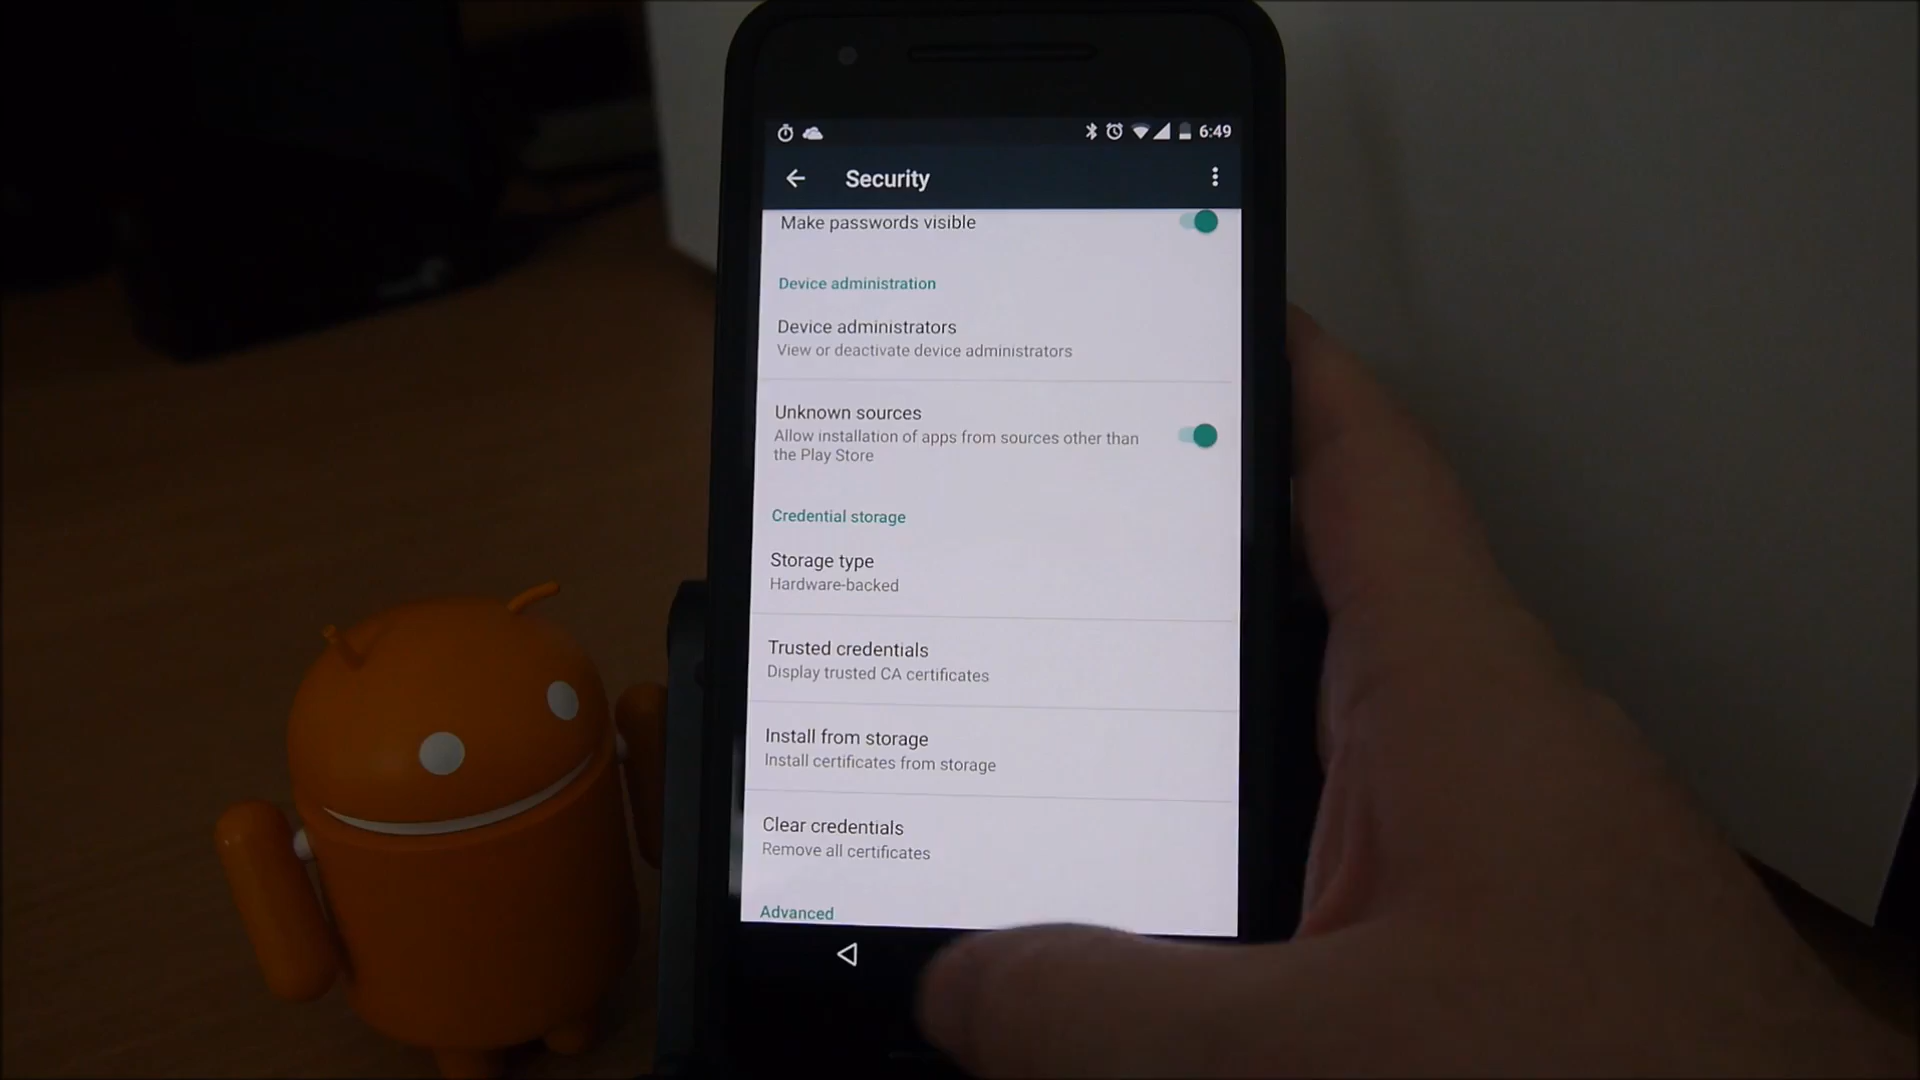 6:49
Security
Make passwords visible
Device administration
Device administrators
View or deactivate device administrators
Unknown sources
Allow installation of apps from sources other than
the Play Store
Credential storage
Storage type
Hardware-backed
Trusted credentials
Display trusted CA certificates
Install from storage
Install certificates from storage
Clear credentials
Remove all certificates
Advanced